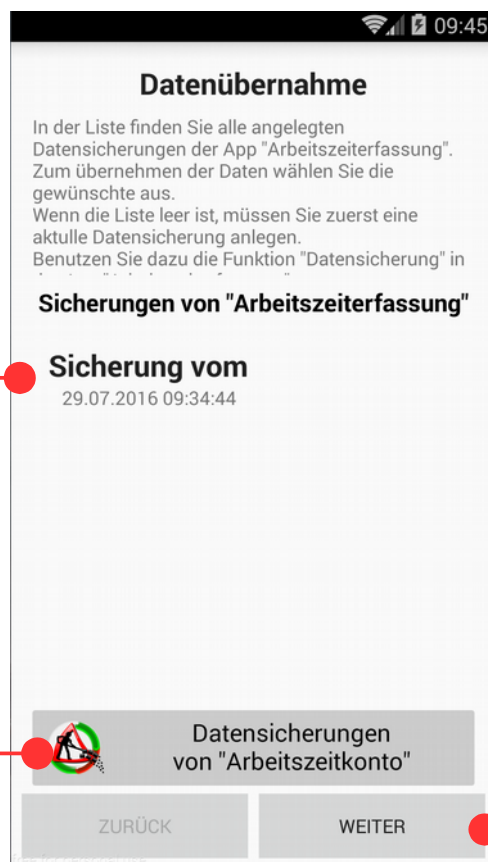 09:45
Datenübernahme
In der Liste finden Sie alle angelegten
Datensicherungen der App "Arbeitszeiterfassung".
Zum übernehmen der Daten wählen Sie die
gewünschte aus.
Wenn die Liste leer ist, müssen Sie zuerst eine
aktulle Datensicherung anlegen.
Benutzen Sie dazu die Funktion "Datensicherung" in
Sicherungen von "Arbeitszeiterfassung"
Sicherung vom
29.07.2016 09:34:44
Datensicherungen
von "Arbeitszeitkonto"
ZURÜCK
WEITER